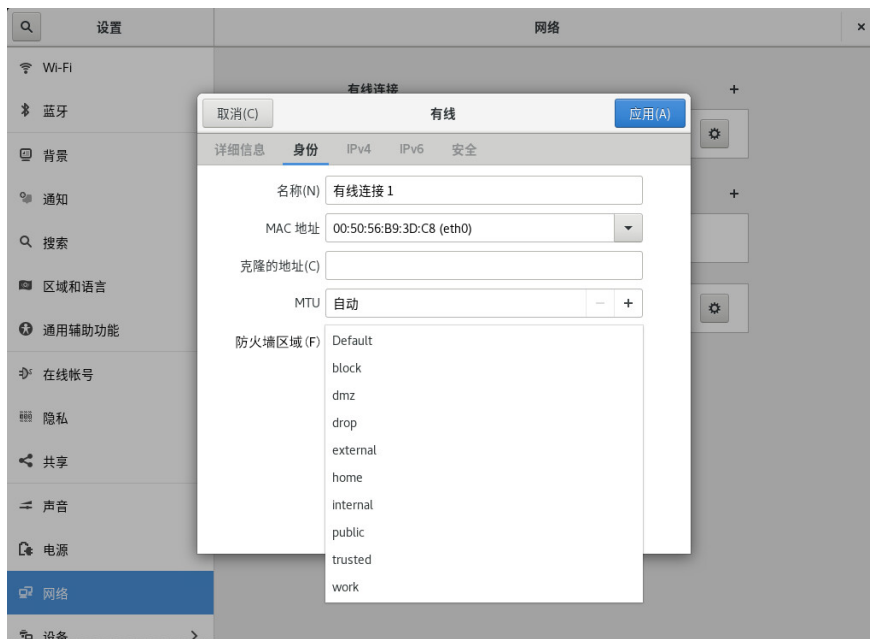 设置
网络
Wi-Fi
蓝牙
背景
通知
搜索
区域和语言
通用辅助功能
在线帐号
隐私
共享
声音
电源
网络
设备
有线连接
取消(C)
有线
应用(A)
详细信息 身份 IPv4 IPv6 安全
名称(N) 有线连接 1
MAC 地址 00:50:56:B9:3D:C8 (eth0)
克隆的地址(C)
MTU 自动
防火墙区域(F) Default
block
dmz
drop
external
home
internal
public
trusted
work